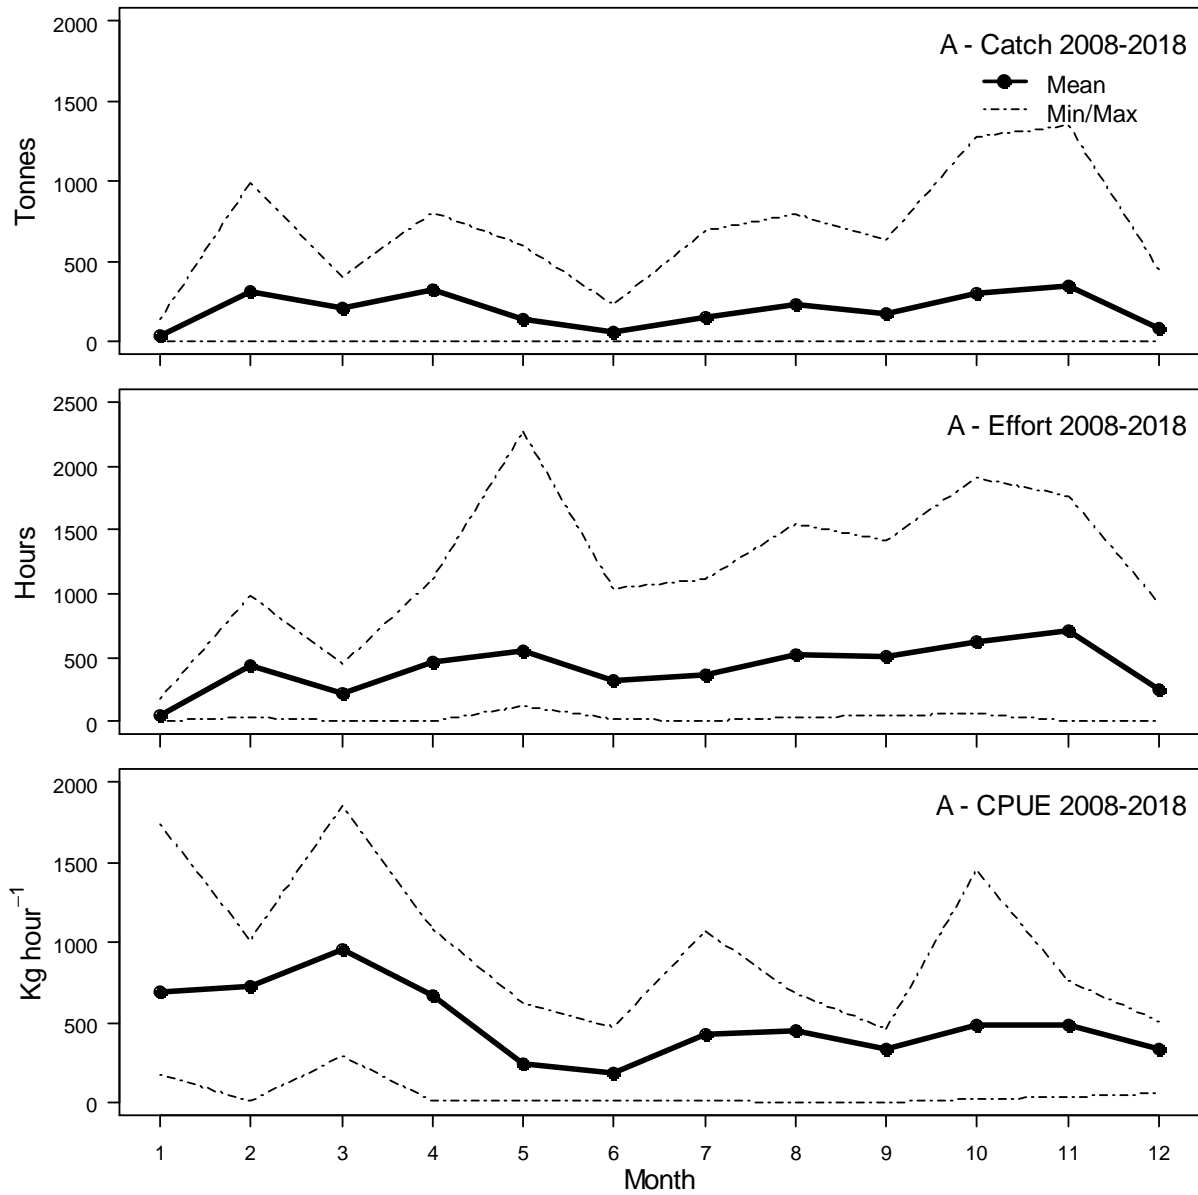 A - Catch 2008-2018
Mean
Min/Max
Tonnes
2000
1500
1000
500
0
A - Effort 2008-2018
Hours
2500
2000
1500
1000
500
0
A - CPUE 2008-2018
Kg hour⁻¹
2000
1500
1000
500
0
1 2 3 4 5 6 7 8 9 10 11 12
Month